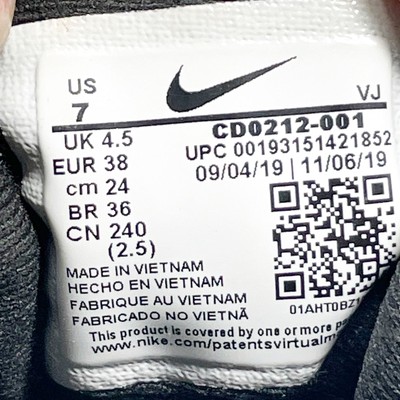 US
7
VJ
UK 4.5
EUR 38
cm 24
BR 36
CN 240
(2.5)
CD0212-001
UPC 00193151421852
09/04/19 | 11/06/19
MADE IN VIETNAM
HECHO EN VIETNAM
FABRIQUE AU VIETNAM
FABRICADO NO VIETNÃ
01AHT0BZ1
This product is covered by one or more pa
www.nike.com/patentsvirtualm